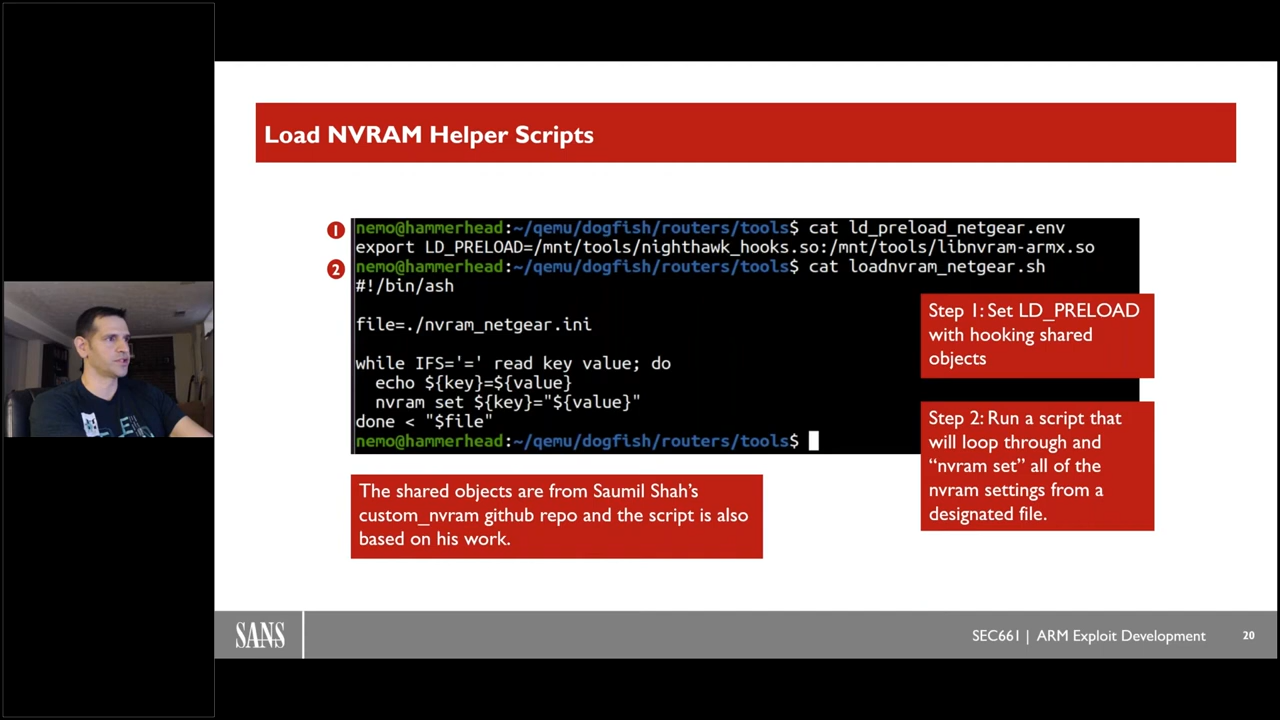 Load NVRAM Helper Scripts
1
nemo@hammerhead:~/qemu/dogfish/routers/tools$ cat ld_preload_netgear.env
export LD_PRELOAD=/mnt/tools/nighthawk_hooks.so:/mnt/tools/libnvram-armx.so
2
nemo@hammerhead:~/qemu/dogfish/routers/tools$ cat loadnvram_netgear.sh
#!/bin/ash
file=./nvram_netgear.ini
while IFS='=' read key value; do
echo ${key}=${value}
nvram set ${key}="${value}"
done < "$file"
nemo@hammerhead:~/qemu/dogfish/routers/tools$
Step 1: Set LD_PRELOAD
with hooking shared
objects
Step 2: Run a script that
will loop through and
“nvram set” all of the
nvram settings from a
designated file.
The shared objects are from Saumil Shah’s
custom_nvram github repo and the script is also
based on his work.
SANS
SEC661 | ARM Exploit Development
20